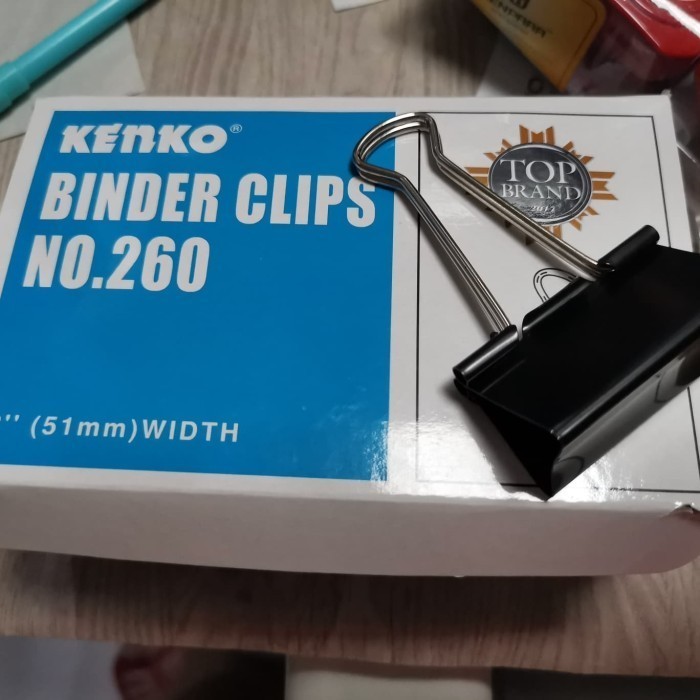 KENKO®
BINDER CLIPS
NO.260
'' (51mm)WIDTH
TOP
BRAND